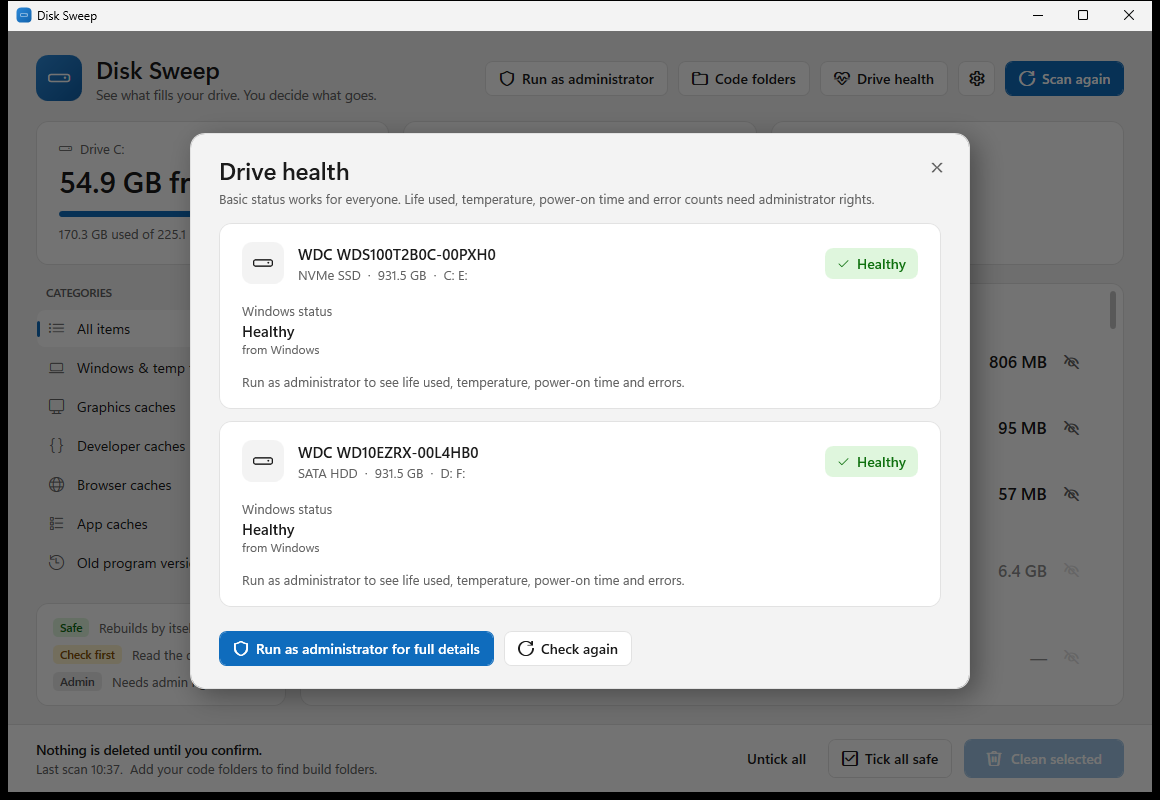 Disk Sweep
Disk Sweep
See what fills your drive. You decide what goes.
Run as administrator
Code folders
Drive health
Scan again
Drive C:
54.9 GB fr
170.3 GB used of 225.1
CATEGORIES
All items
Windows & temp
Graphics caches
Developer caches
Browser caches
App caches
Old program versi
Safe Rebuilds by itse
Check first Read the
Admin Needs admin
Drive health
Basic status works for everyone. Life used, temperature, power-on time and error counts need administrator rights.
WDC WDS100T2B0C-00PXH0
NVMe SSD · 931.5 GB · C: E:
Healthy
Windows status
Healthy
from Windows
Run as administrator to see life used, temperature, power-on time and errors.
WDC WD10EZRX-00L4HB0
SATA HDD · 931.5 GB · D: F:
Healthy
Windows status
Healthy
from Windows
Run as administrator to see life used, temperature, power-on time and errors.
Run as administrator for full details
Check again
806 MB
95 MB
57 MB
6.4 GB
—
Nothing is deleted until you confirm.
Last scan 10:37. Add your code folders to find build folders.
Untick all
Tick all safe
Clean selected